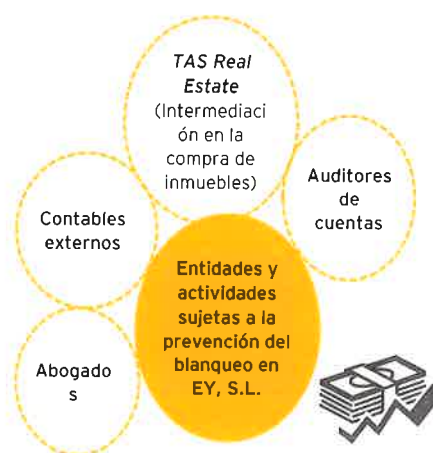 TAS Real
Estate
(Intermediaci
ón en la
compra de
inmuebles)
Auditores
de
cuentas
Contables
externos
Entidades y
actividades
sujetas a la
prevención del
blanqueo en
EY, S.L.
Abogado
s